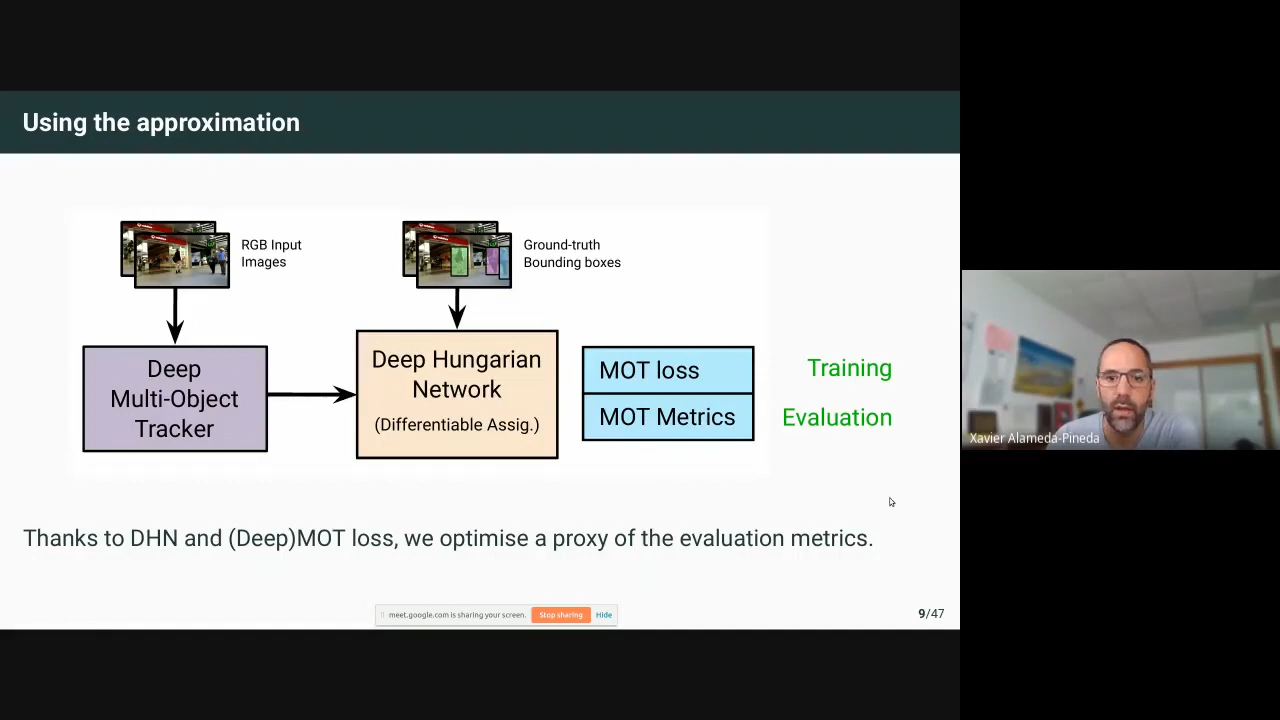 Using the approximation
RGB Input
Images
Ground-truth
Bounding boxes
Deep
Multi-Object
Tracker
Deep Hungarian
Network
(Differentiable Assig.)
MOT loss
MOT Metrics
Training
Evaluation
Thanks to DHN and (Deep)MOT loss, we optimise a proxy of the evaluation metrics.
meet.google.com is sharing your screen.
Stop sharing
Hide
9/47
Xavier Alameda-Pineda